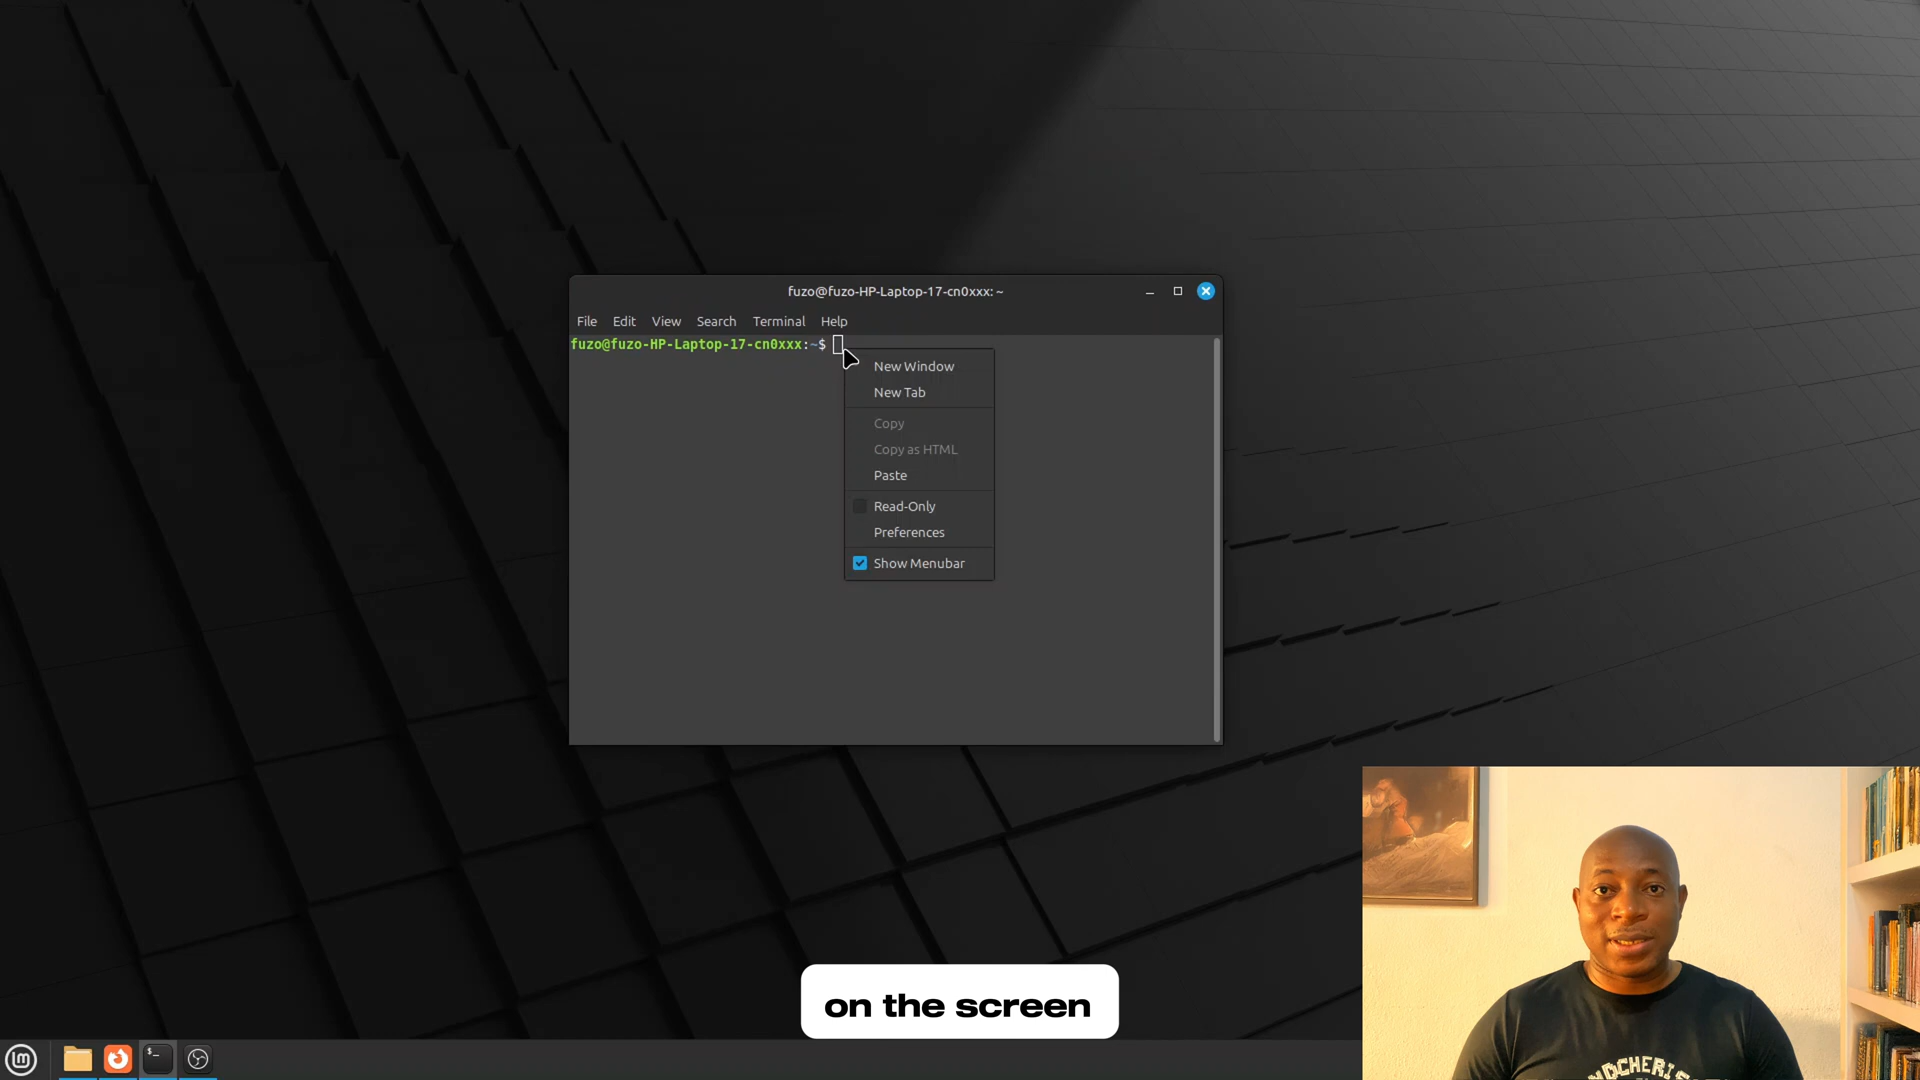 fuzo@fuzo-HP-Laptop-17-cn0xxx: ~
File Edit View Search Terminal Help
fuzo@fuzo-HP-Laptop-17-cn0xxx:~$
New Window
New Tab
Copy
Copy as HTML
Paste
Read-Only
Preferences
Show Menubar
on the screen
$_